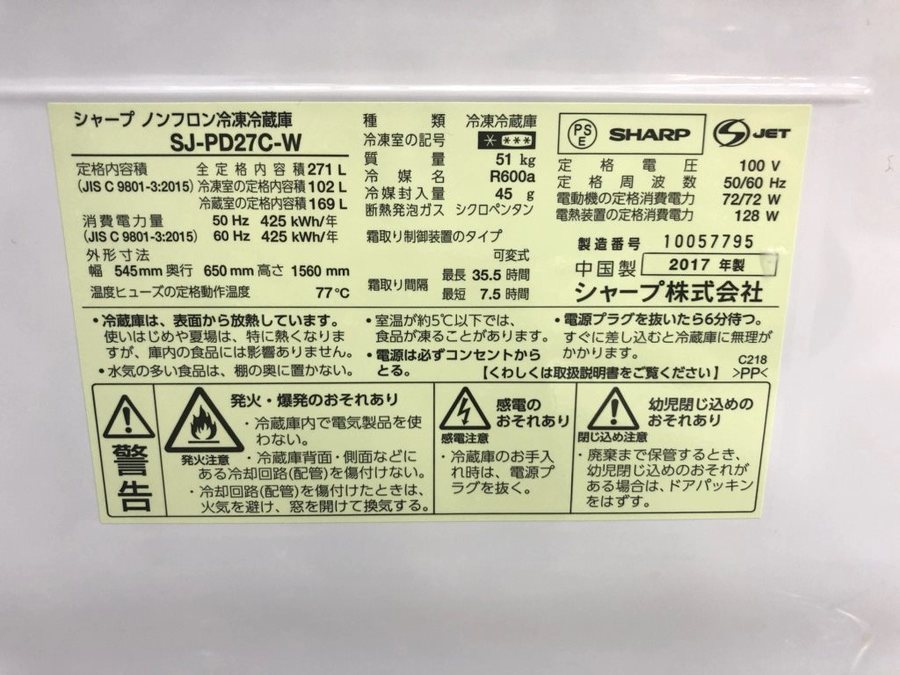 シャープ ノンフロン冷凍冷蔵庫
SJ-PD27C-W
定格内容積 全定格内容積 271 L
(JIS C 9801-3:2015) 冷凍室の定格内容積 102 L
冷蔵室の定格内容積 169 L
消費電力量 50 Hz 425 kWh/年
(JIS C 9801-3:2015) 60 Hz 425 kWh/年
外形寸法
幅 545mm 奥行 650 mm 高さ 1560 mm
温度ヒューズの定格動作温度 77℃
種類 冷凍冷蔵庫
冷凍室の記号 * ***
質量 51 kg
冷媒名 R600a
冷媒封入量 45 g
断熱発泡ガス シクロペンタン
霜取り制御装置のタイプ
可変式
霜取り間隔 最長 35.5 時間
最短 7.5 時間
PS E SHARP S JET
定格電圧 100 V
定格周波数 50/60 Hz
電動機の定格消費電力 72/72 W
電熱装置の定格消費電力 128 W
製造番号 10057795
中国製 2017 年製
シャープ株式会社
・冷蔵庫は、表面から放熱しています。
使いはじめや夏場は、特に熱くなりま
すが、庫内の食品には影響ありません。
・水気の多い食品は、棚の奥に置かない。
・室温が約5℃以下では、
食品が凍ることがあります。
・電源は必ずコンセントから
とる。
・電源プラグを抜いたら6分待つ。
すぐに差し込むと冷蔵庫に無理が
かかります。
C218
【くわしくは取扱説明書をご覧ください】 >PP<
警告
発火・爆発のおそれあり
発火注意
・冷蔵庫内で電気製品を使
わない。
・冷蔵庫背面・側面などに
ある冷却回路(配管)を傷付けない。
・冷却回路(配管)を傷付けたときは、
火気を避け、窓を開けて換気する。
感電の
おそれあり
感電注意
・冷蔵庫のお手入
れ時は、電源プ
ラグを抜く。
幼児閉じ込めの
おそれあり
閉じ込め注意
・廃棄まで保管するとき、
幼児閉じ込めのおそれが
ある場合は、ドアパッキン
をはずす。